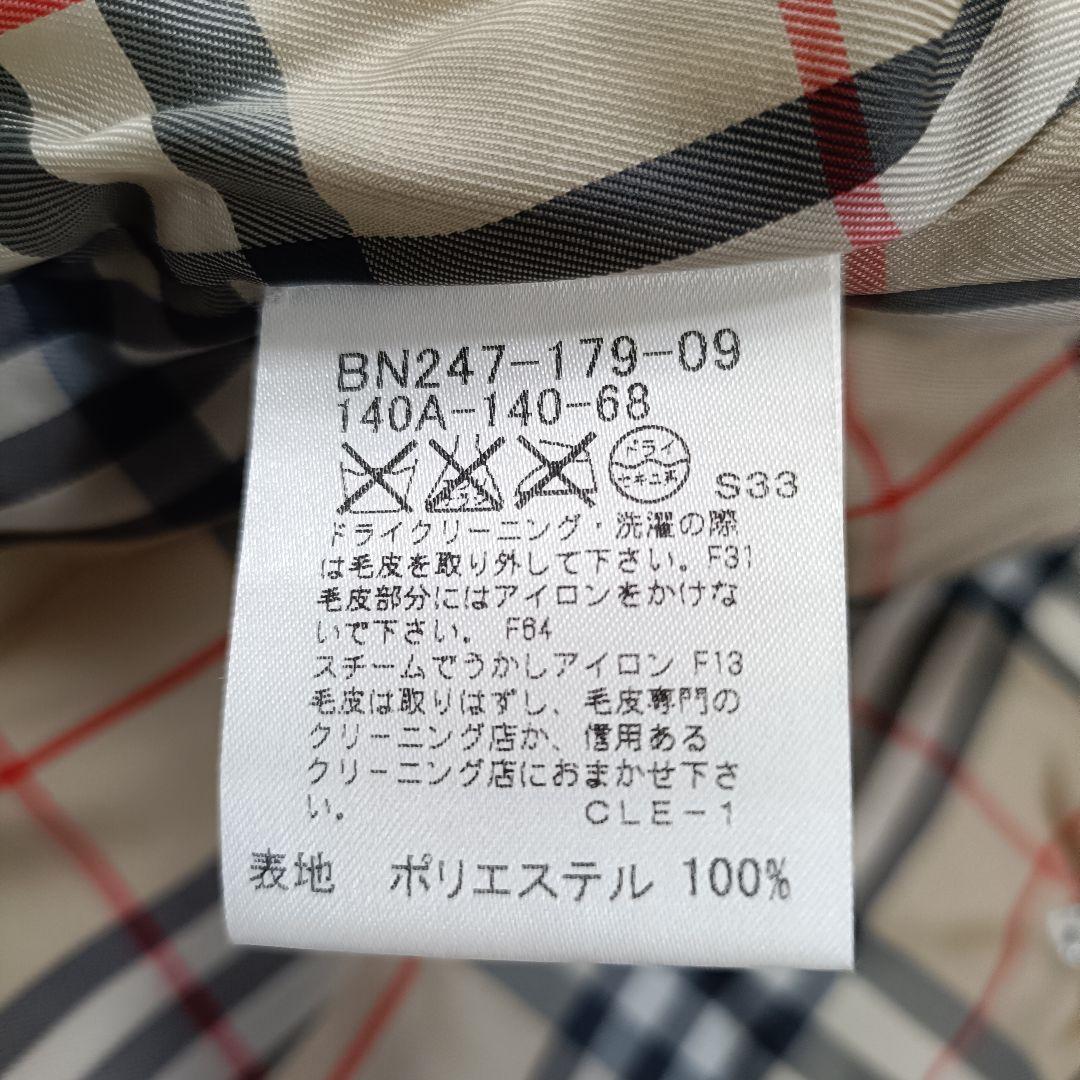 BN247-179-09
140A-140-68
エンソ
ドライ
セキユ系
S33
ドライクリーニング・洗濯の際
は毛皮を取り外して下さい。F31
毛皮部分にはアイロンをかけな
いで下さい。 F64
スチームでうかしアイロン F13
毛皮は取りはずし、毛皮専門の
クリーニング店か、信用ある
クリーニング店におまかせ下さ
い。 CLE-1
表地 ポリエステル 100%